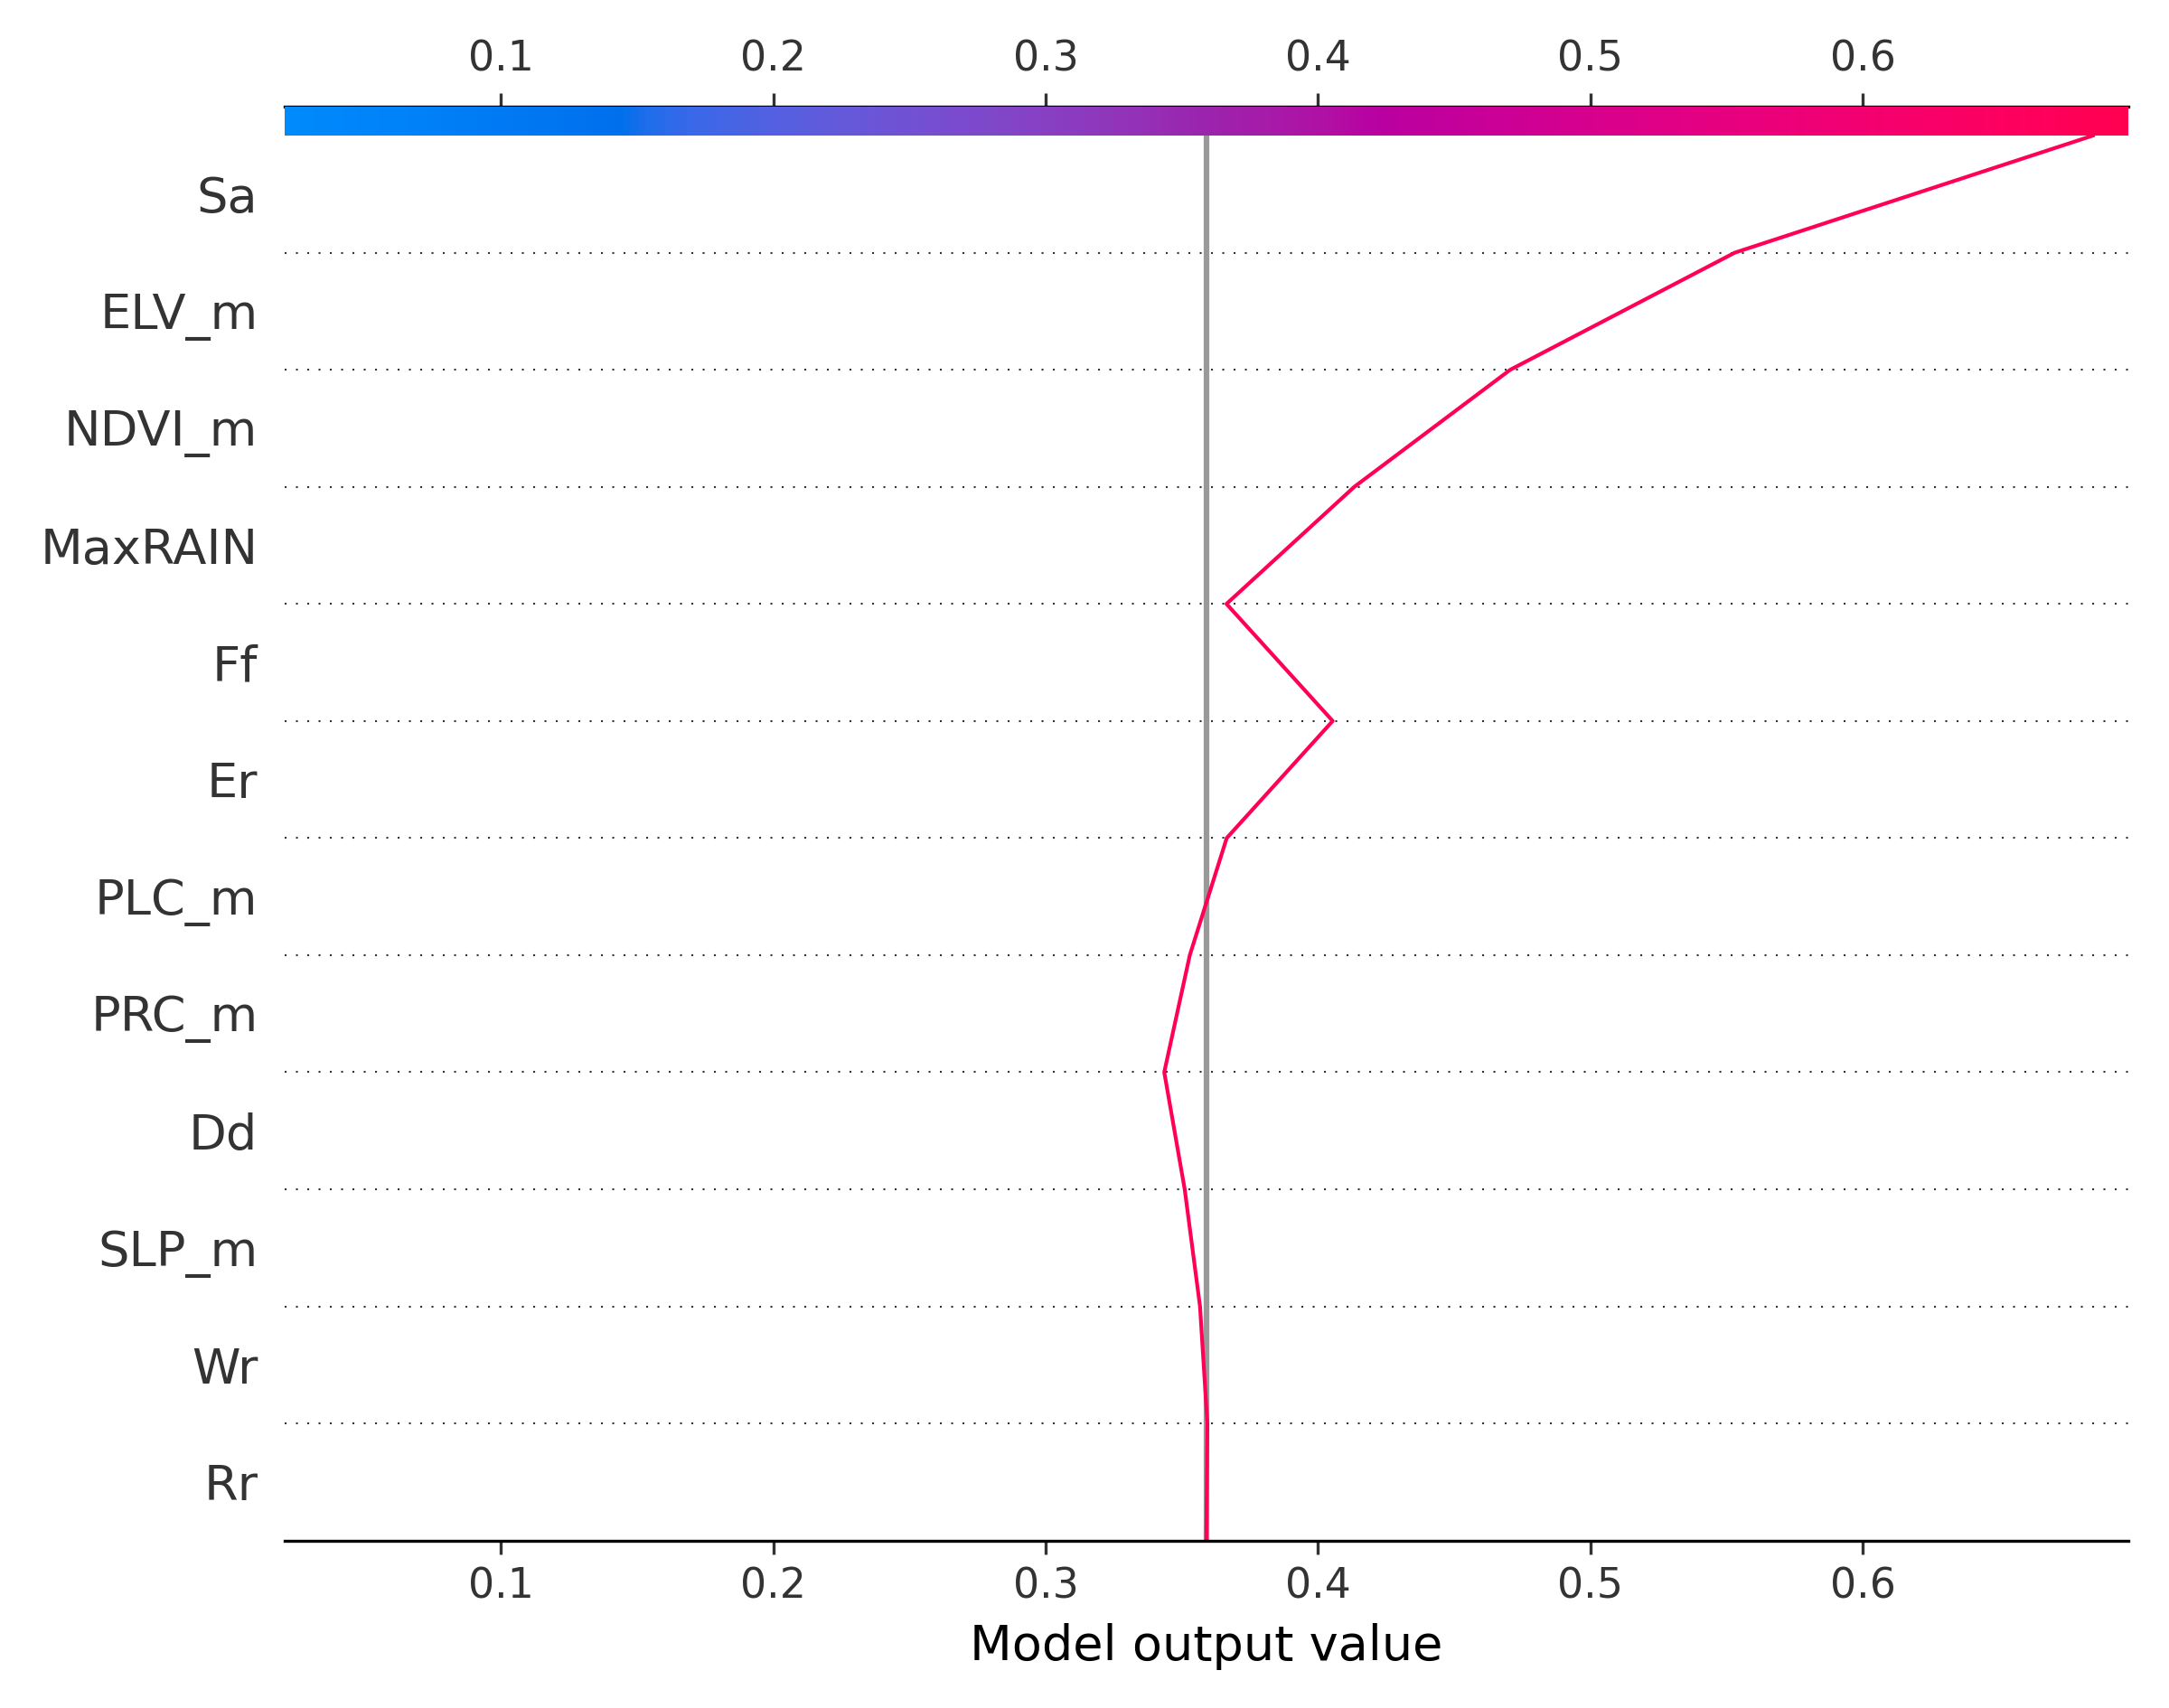 0.1 0.2 0.3 0.4 0.5 0.6
Sa
ELV_m
NDVI_m
MaxRAIN
Ff
Er
PLC_m
PRC_m
Dd
SLP_m
Wr
Rr
0.1 0.2 0.3 0.4 0.5 0.6
Model output value